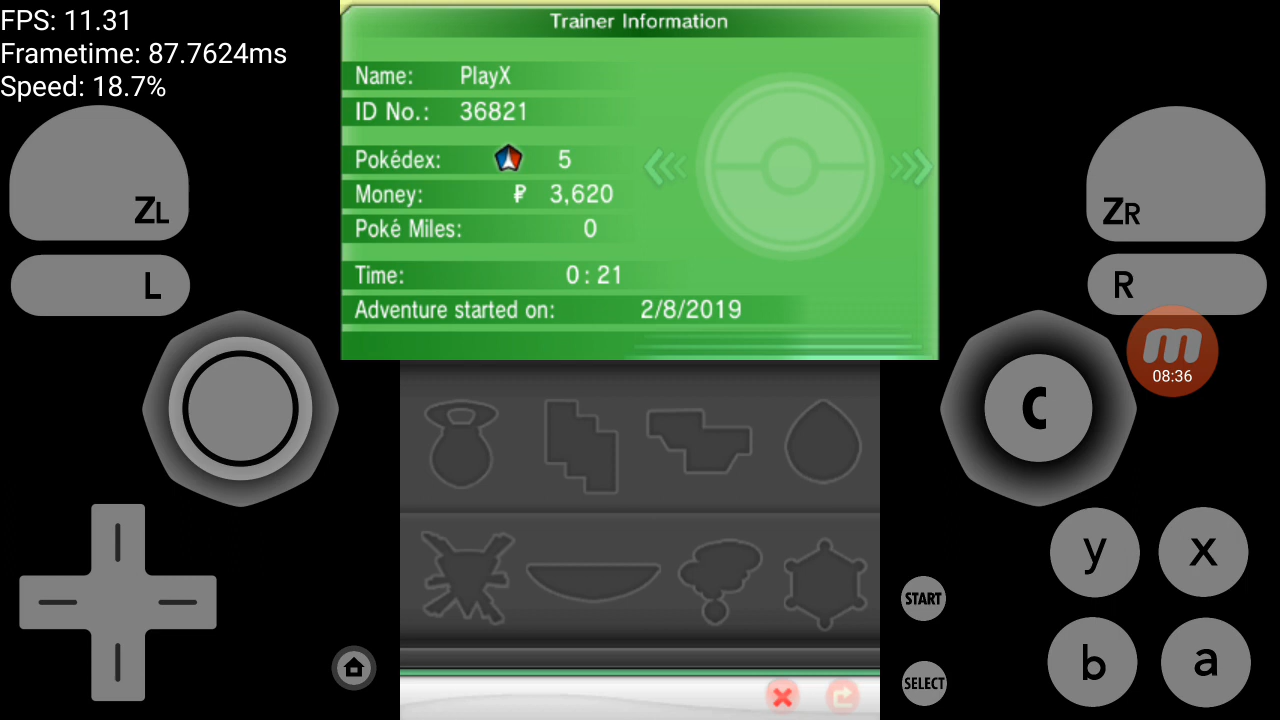 FPS: 11.31
Frametime: 87.7624ms
Speed: 18.7%
Trainer Information
Name: PlayX
ID No.: 36821
Pokédex: 5
Money: ₽ 3,620
Poké Miles: 0
Time: 0:21
Adventure started on: 2/8/2019
ZL
L
ZR
R
08:36
C
y
x
START
b
a
SELECT